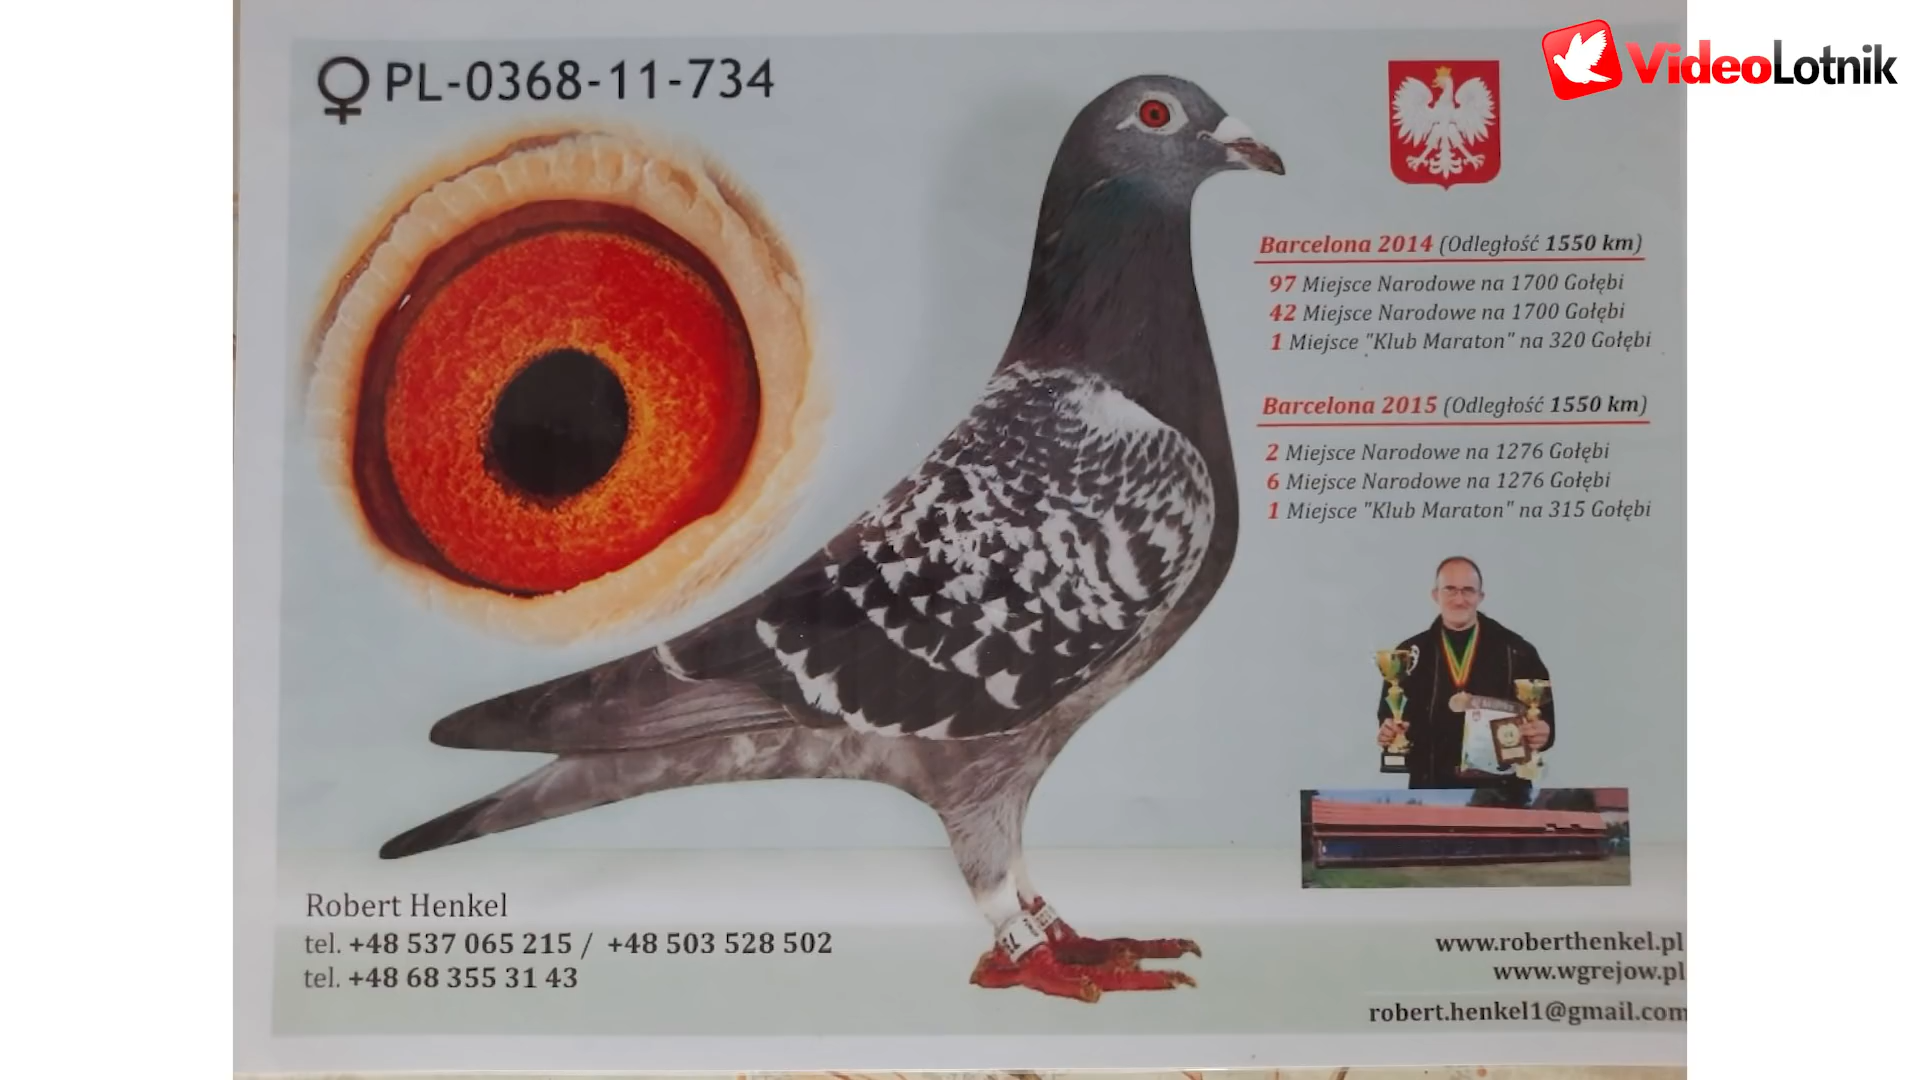 ♀ PL-0368-11-734
VideoLotnik
Barcelona 2014 (Odległość 1550 km)
97 Miejsce Narodowe na 1700 Gołębi
42 Miejsce Narodowe na 1700 Gołębi
1 Miejsce "Klub Maraton" na 320 Gołębi
Barcelona 2015 (Odległość 1550 km)
2 Miejsce Narodowe na 1276 Gołębi
6 Miejsce Narodowe na 1276 Gołębi
1 Miejsce "Klub Maraton" na 315 Gołębi
Robert Henkel
tel. +48 537 065 215 / +48 503 528 502
tel. +48 68 355 31 43
www.roberthenkel.pl
www.wgrejow.pl
robert.henkel1@gmail.com